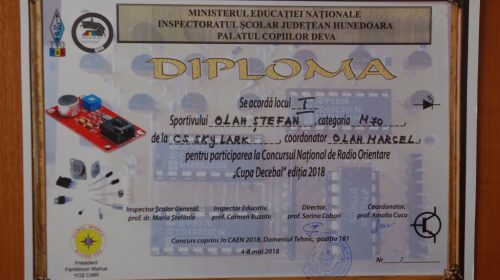 MINISTERUL EDUCAȚIEI NAȚIONALE
INSPECTORATUL ȘCOLAR JUDEȚEAN HUNEDOARA
PALATUL COPIILOR DEVA
DIPLOMA
Se acordă locul I
Sportivului OLAH ȘTEFAN, categoria M70
de la CS SKY LARK, coordonator OLAH MARCEL,
pentru participarea la Concursul Național de Radio Orientare
„Cupa Decebal” ediția 2018
Inspector Școlar General, Inspector Educativ, Director, Coordonator,
prof. dr. Maria Ștefănie prof. Carmen Buzatu prof. Sorina Cobori prof. Amalia Cucu
Concurs cuprins în CAEN 2018, Domeniul Tehnic, poziția 181
4-6 mai 2018
Președinte
Pantilimon Marius
YO2 CWR